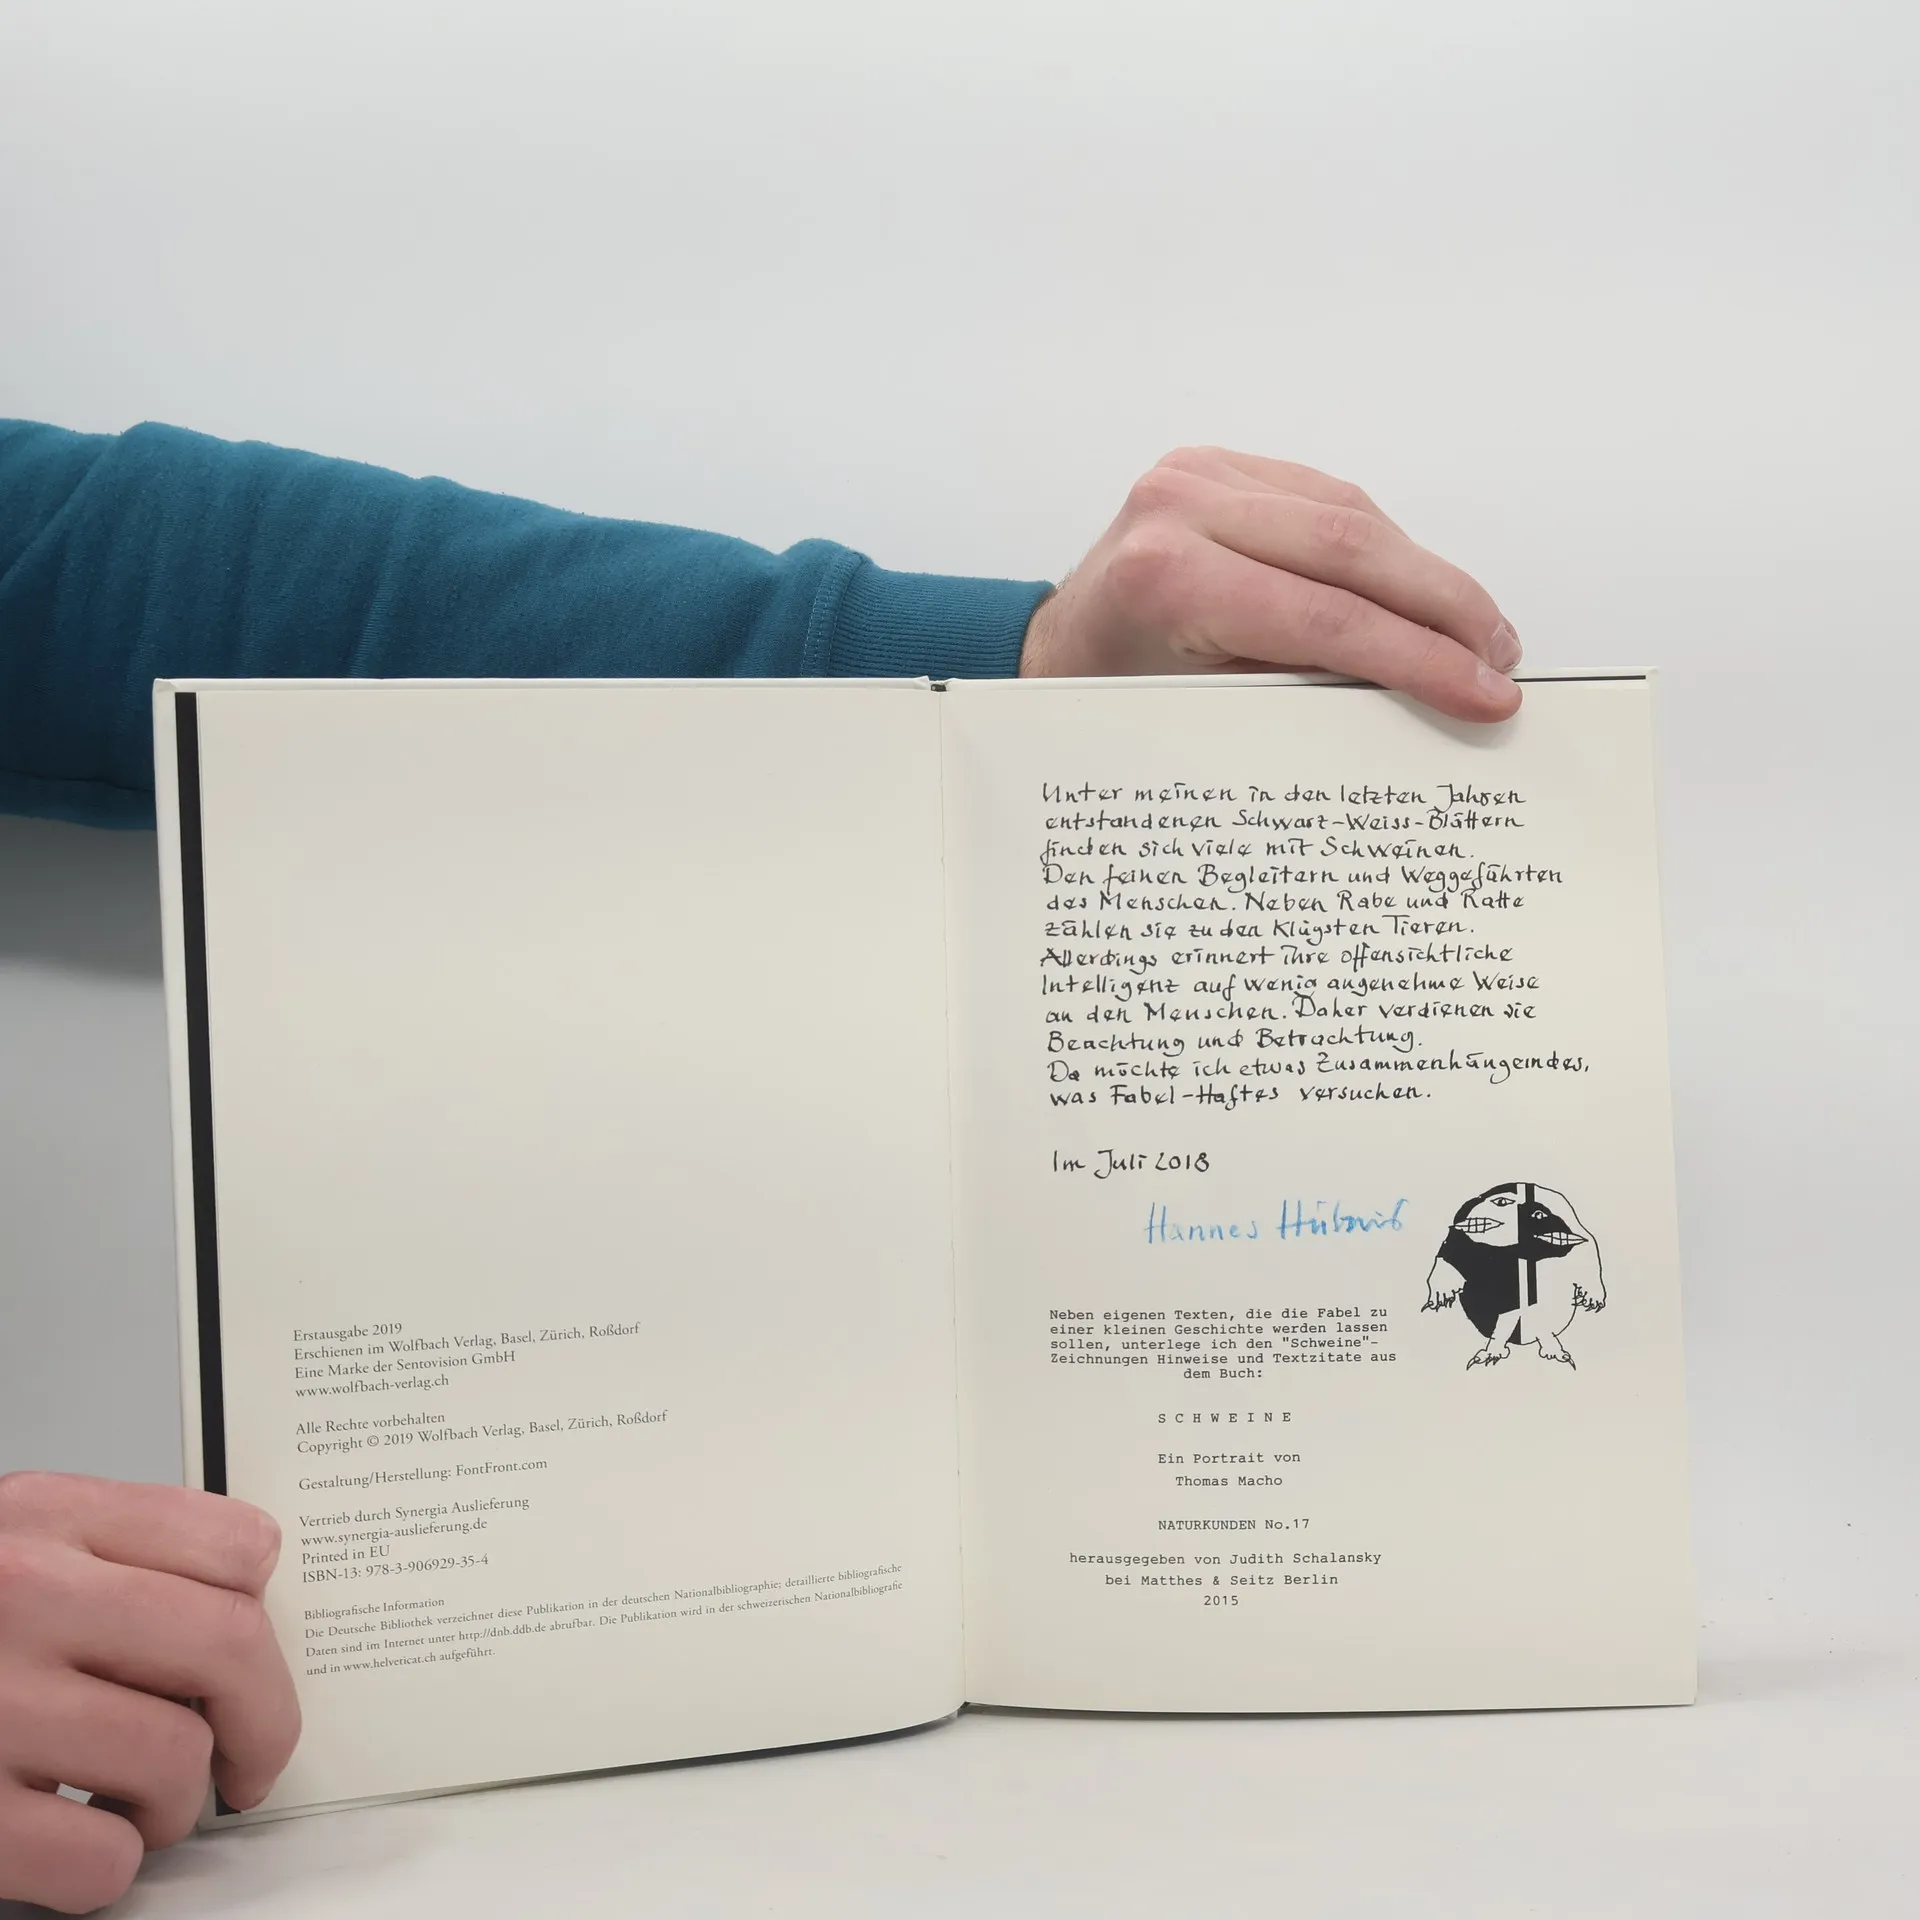 Erstausgabe 2019
Erschienen im Wolfbach Verlag, Basel, Zürich, Roßdorf
Eine Marke der Sentovision GmbH
www.wolfbach-verlag.ch
Alle Rechte vorbehalten
Copyright © 2019 Wolfbach Verlag, Basel, Zürich, Roßdorf
Gestaltung/Herstellung: FontFront.com
Vertrieb durch Synergia Auslieferung
www.synergia-auslieferung.de
Printed in EU
ISBN-13: 978-3-906929-35-4
Bibliografische Information
Die Deutsche Bibliothek verzeichnet diese Publikation in der deutschen Nationalbibliographie; detaillierte bibliografische
Daten sind im Internet unter http://dnb.ddb.de abrufbar. Die Publikation wird in der schweizerischen Nationalbibliografie
und in www.helveticat.ch aufgeführt.
Unter meinen in den letzten Jahren
entstandenen Schwarz-Weiss-Blättern
finden sich viele mit Schweinen.
Den feinen Begleitern und Weggefährten
des Menschen. Neben Rabe und Ratte
zählen sie zu den klügsten Tieren.
Allerdings erinnert ihre offensichtliche
Intelligenz auf wenig angenehme Weise
an den Menschen. Daher verdienen sie
Beachtung und Betrachtung.
Da möchte ich etwas Zusammenhängendes,
was Fabel-Haftes versuchen.
Im Juli 2018
Hannes
Neben eigenen Texten, die die Fabel zu
einer kleinen Geschichte werden lassen
sollen, unterlege ich den "Schweine"-
Zeichnungen Hinweise und Textzitate aus
dem Buch:
SCHWEINE
Ein Portrait von
Thomas Macho
NATURKUNDEN No.17
herausgegeben von Judith Schalansky
bei Matthes & Seitz Berlin
2015